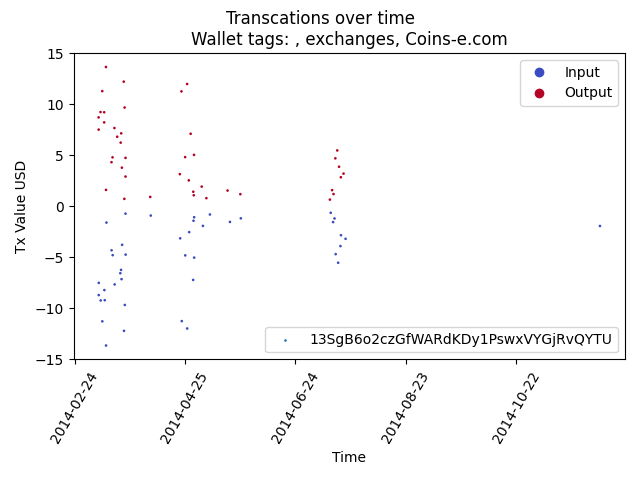 Transcations over time
Wallet tags: , exchanges, Coins-e.com
15
10
5
0
−5
−10
−15
Tx Value USD
Input
Output
13SgB6o2czGfWARdKDy1PswxVYGjRvQYTU
2014-02-24
2014-04-25
2014-06-24
2014-08-23
2014-10-22
Time